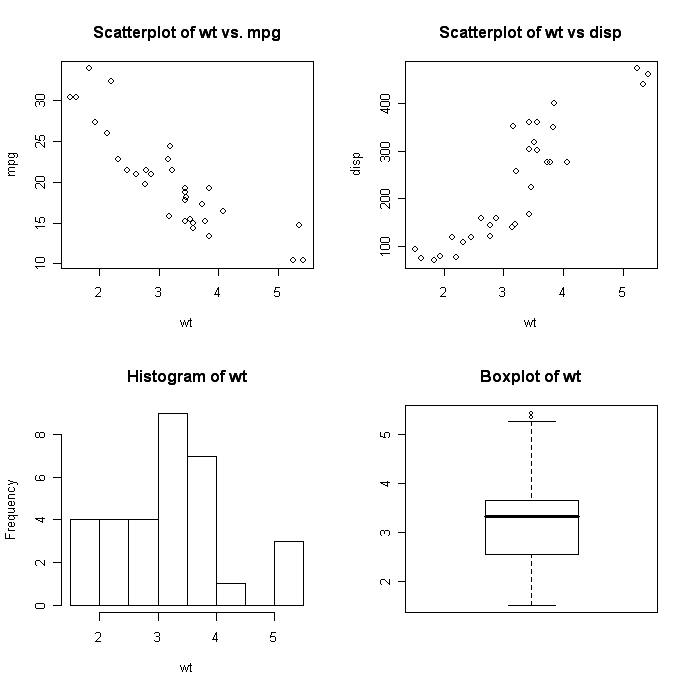 Scatterplot of wt vs. mpg
mpg
10 15 20 25 30
2 3 4 5
wt
Scatterplot of wt vs disp
disp
100 200 300 400
2 3 4 5
wt
Histogram of wt
Frequency
0 2 4 6 8
2 3 4 5
wt
Boxplot of wt
2 3 4 5